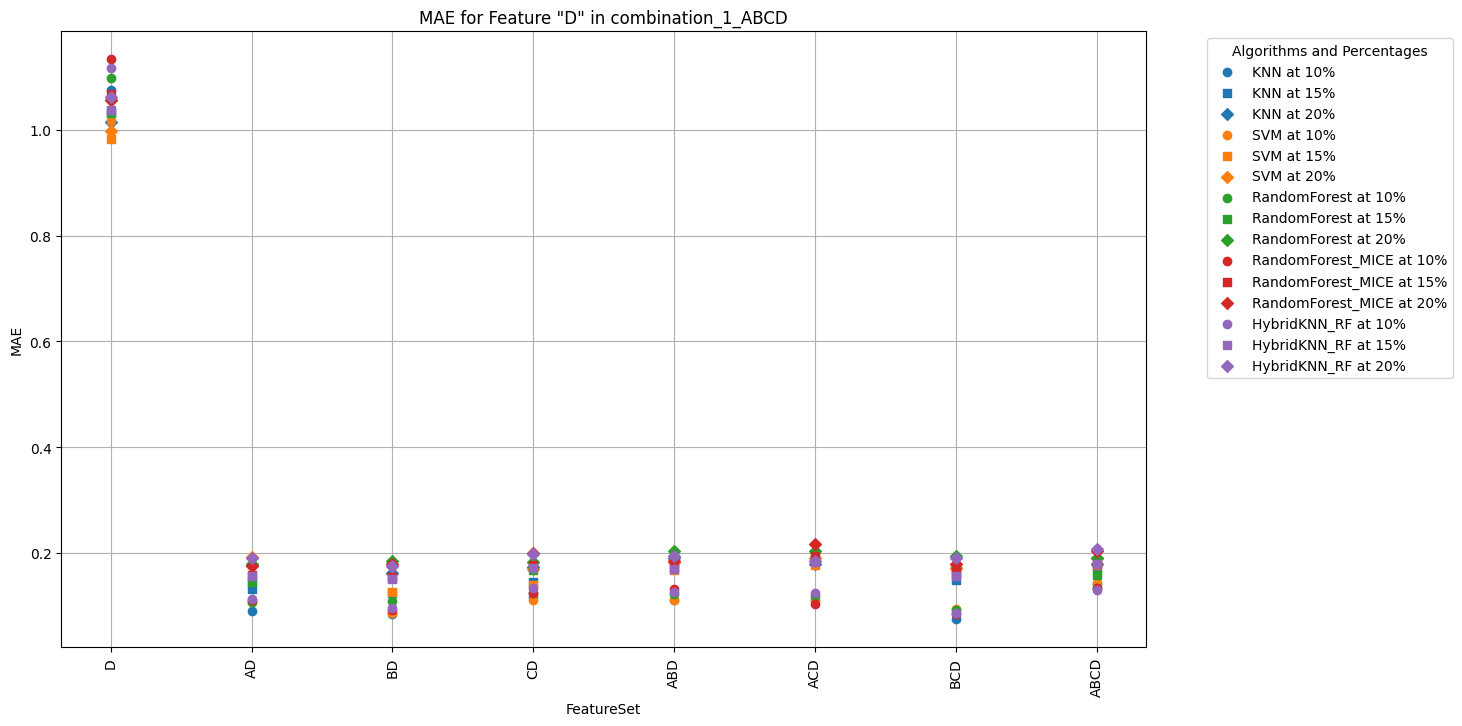 MAE for Feature "D" in combination_1_ABCD
MAE
1.0
0.8
0.6
0.4
0.2
D
AD
BD
CD
ABD
ACD
BCD
ABCD
FeatureSet
Algorithms and Percentages
KNN at 10%
KNN at 15%
KNN at 20%
SVM at 10%
SVM at 15%
SVM at 20%
RandomForest at 10%
RandomForest at 15%
RandomForest at 20%
RandomForest_MICE at 10%
RandomForest_MICE at 15%
RandomForest_MICE at 20%
HybridKNN_RF at 10%
HybridKNN_RF at 15%
HybridKNN_RF at 20%